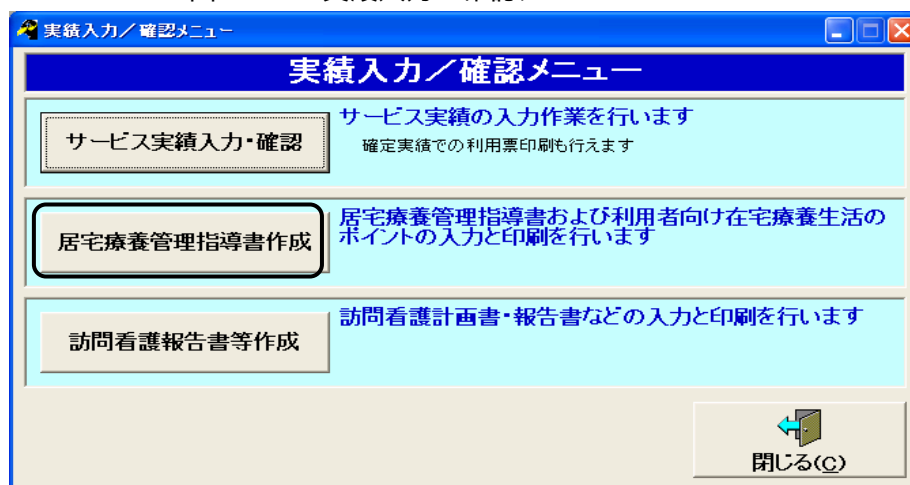 実績入力／確認メニュー
実績入力／確認メニュー
サービス実績入力・確認
サービス実績の入力作業を行います
確定実績での利用票印刷も行えます
居宅療養管理指導書作成
居宅療養管理指導書および利用者向け在宅療養生活の
ポイントの入力と印刷を行います
訪問看護報告書等作成
訪問看護計画書・報告書などの入力と印刷を行います
閉じる(C)